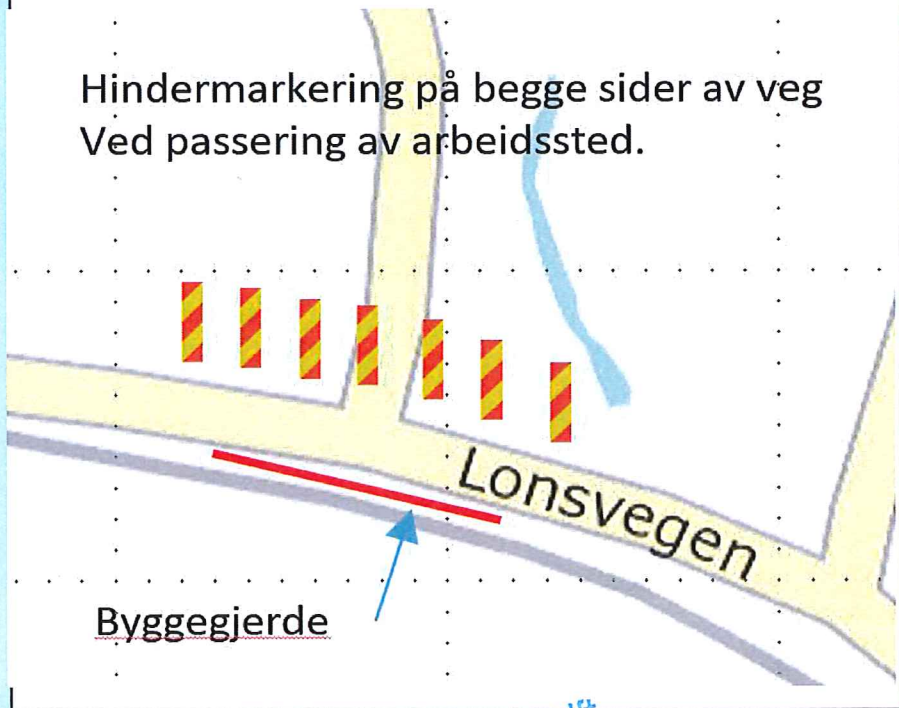 Hindermarkering på begge sider av veg
Ved passering av arbeidssted.
Lonsvegen
Byggegjerde